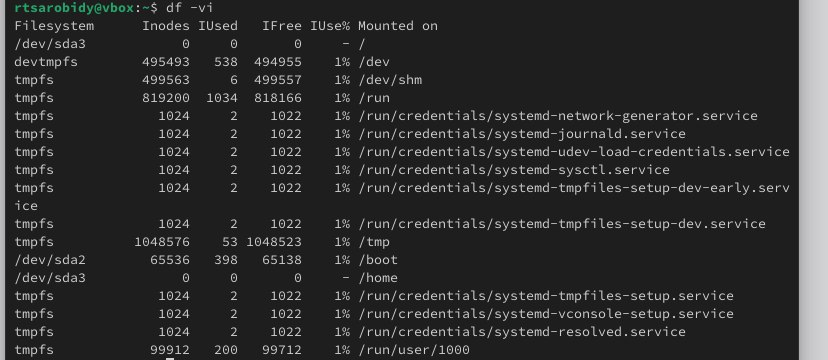 rtsarobidy@vbox:~$ df -vi
Filesystem      Inodes IUsed   IFree IUse% Mounted on
/dev/sda3            0     0       0     - /
devtmpfs        495493   538  494955    1% /dev
tmpfs           499563     6  499557    1% /dev/shm
tmpfs           819200  1034  818166    1% /run
tmpfs             1024     2    1022    1% /run/credentials/systemd-network-generator.service
tmpfs             1024     2    1022    1% /run/credentials/systemd-journald.service
tmpfs             1024     2    1022    1% /run/credentials/systemd-udev-load-credentials.service
tmpfs             1024     2    1022    1% /run/credentials/systemd-sysctl.service
tmpfs             1024     2    1022    1% /run/credentials/systemd-tmpfiles-setup-dev-early.serv
ice
tmpfs             1024     2    1022    1% /run/credentials/systemd-tmpfiles-setup-dev.service
tmpfs          1048576    53 1048523    1% /tmp
/dev/sda2        65536   398   65138    1% /boot
/dev/sda3            0     0       0     - /home
tmpfs             1024     2    1022    1% /run/credentials/systemd-tmpfiles-setup.service
tmpfs             1024     2    1022    1% /run/credentials/systemd-vconsole-setup.service
tmpfs             1024     2    1022    1% /run/credentials/systemd-resolved.service
tmpfs            99912   200   99712    1% /run/user/1000